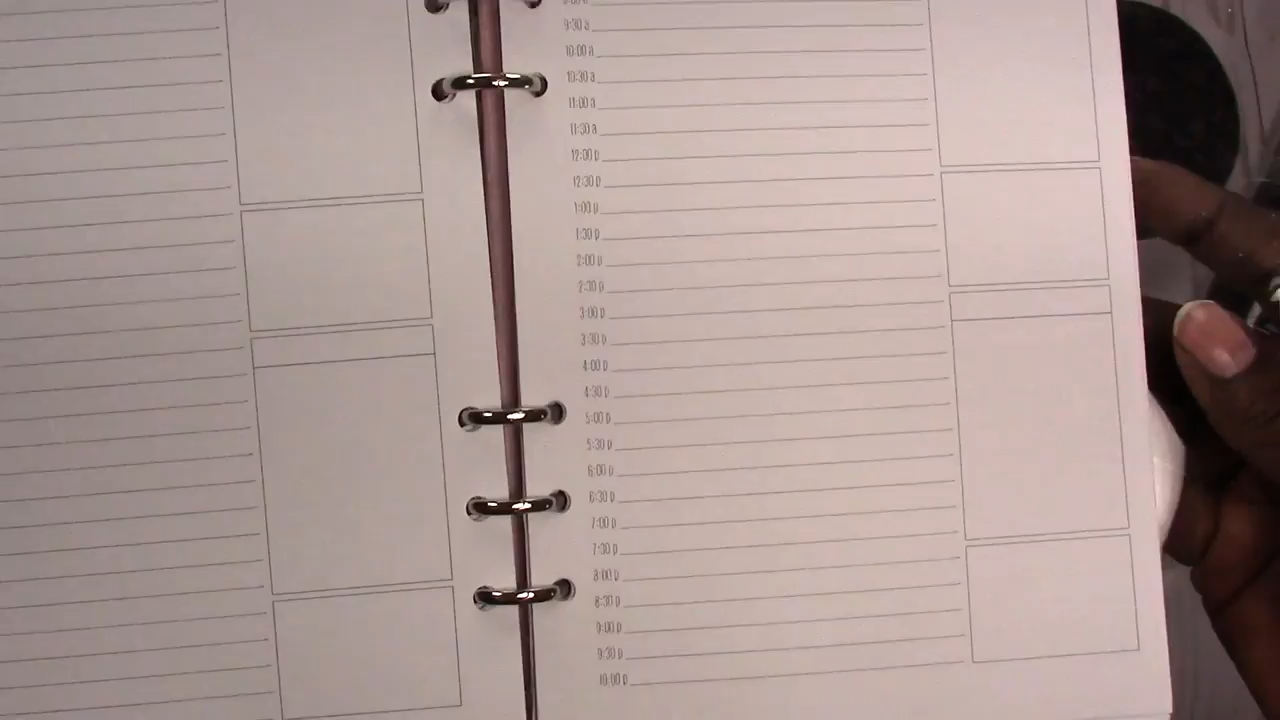 9:30 a
10:00 a
10:30 a
11:00 a
11:30 a
12:00 p
12:30 p
1:00 p
1:30 p
2:00 p
2:30 p
3:00 p
3:30 p
4:00 p
4:30 p
5:00 p
5:30 p
6:00 p
6:30 p
7:00 p
7:30 p
8:00 p
8:30 p
9:00 p
9:30 p
10:00 p